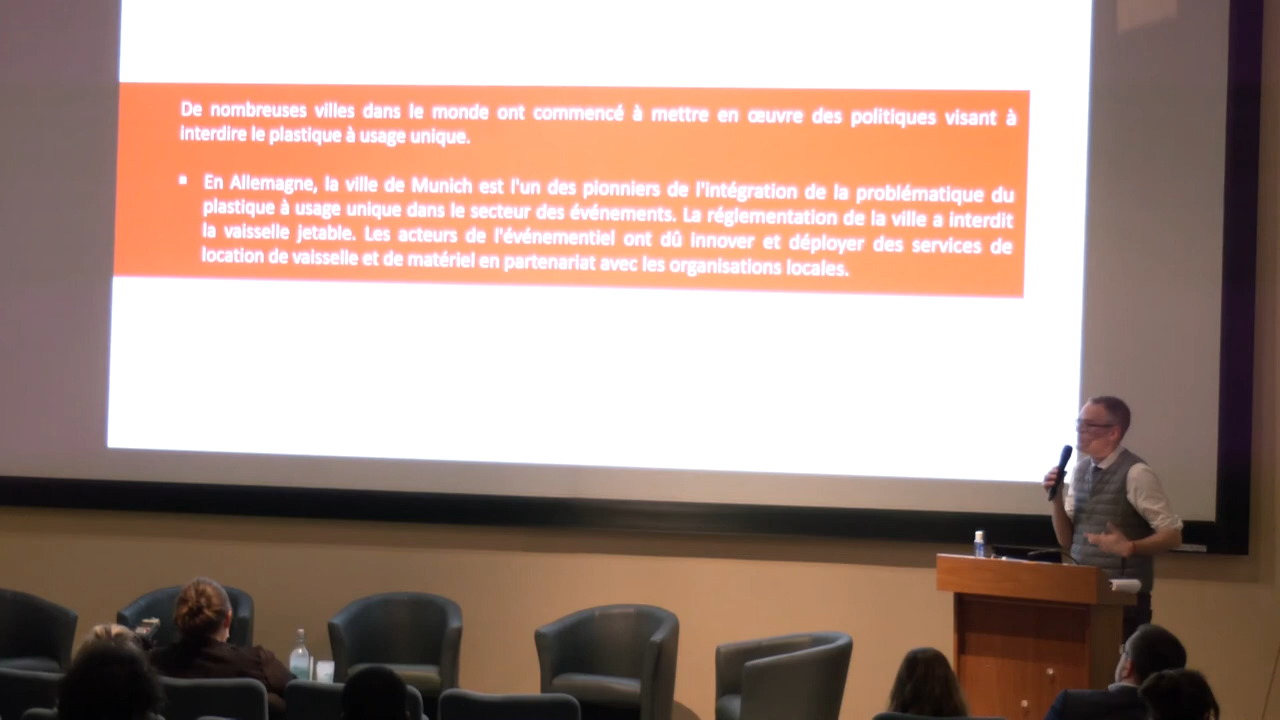 De nombreuses villes dans le monde ont commencé à mettre en œuvre des politiques visant à
interdire le plastique à usage unique.
▪ En Allemagne, la ville de Munich est l'un des pionniers de l'intégration de la problématique du
plastique à usage unique dans le secteur des événements. La réglementation de la ville a interdit
la vaisselle jetable. Les acteurs de l'événementiel ont dû innover et déployer des services de
location de vaisselle et de matériel en partenariat avec les organisations locales.